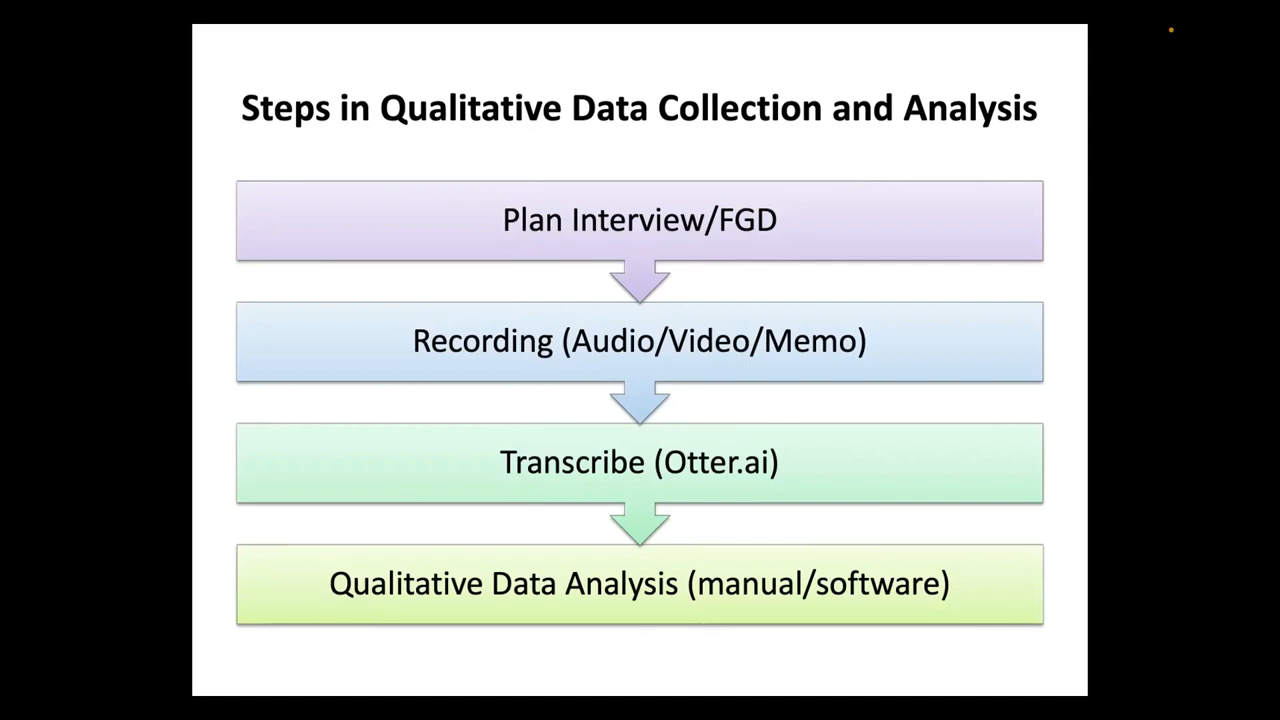 Steps in Qualitative Data Collection and Analysis
Plan Interview/FGD
Recording (Audio/Video/Memo)
Transcribe (Otter.ai)
Qualitative Data Analysis (manual/software)